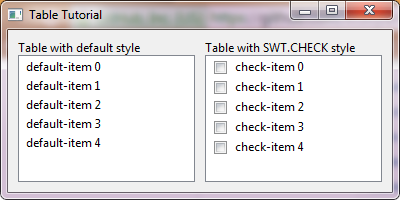 Table Tutorial
Table with default style
default-item 0
default-item 1
default-item 2
default-item 3
default-item 4
Table with SWT.CHECK style
check-item 0
check-item 1
check-item 2
check-item 3
check-item 4